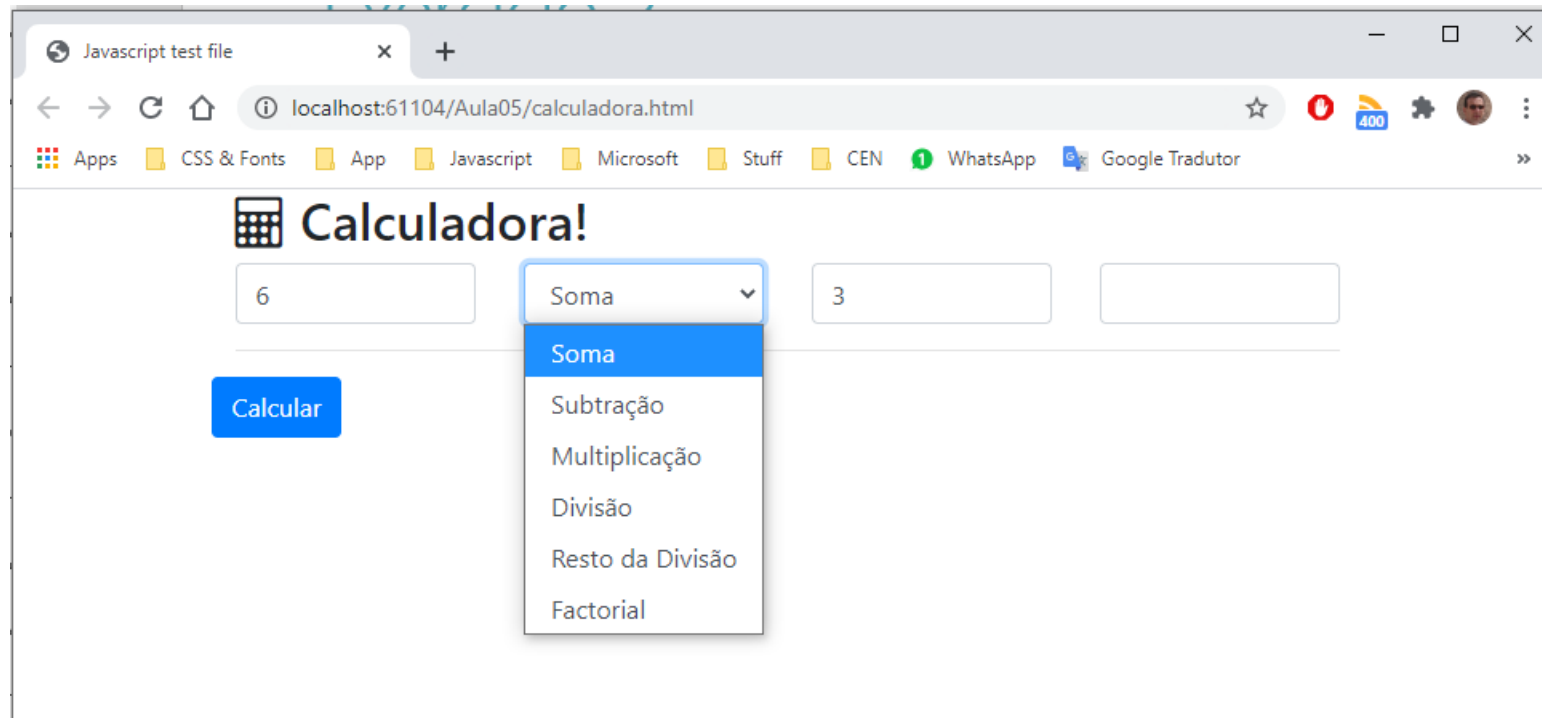 Javascript test file
localhost:61104/Aula05/calculadora.html
400
Apps CSS & Fonts App Javascript Microsoft Stuff CEN 1 WhatsApp Google Tradutor
Calculadora!
6 Soma 3
Soma
Calcular
Subtração
Multiplicação
Divisão
Resto da Divisão
Factorial